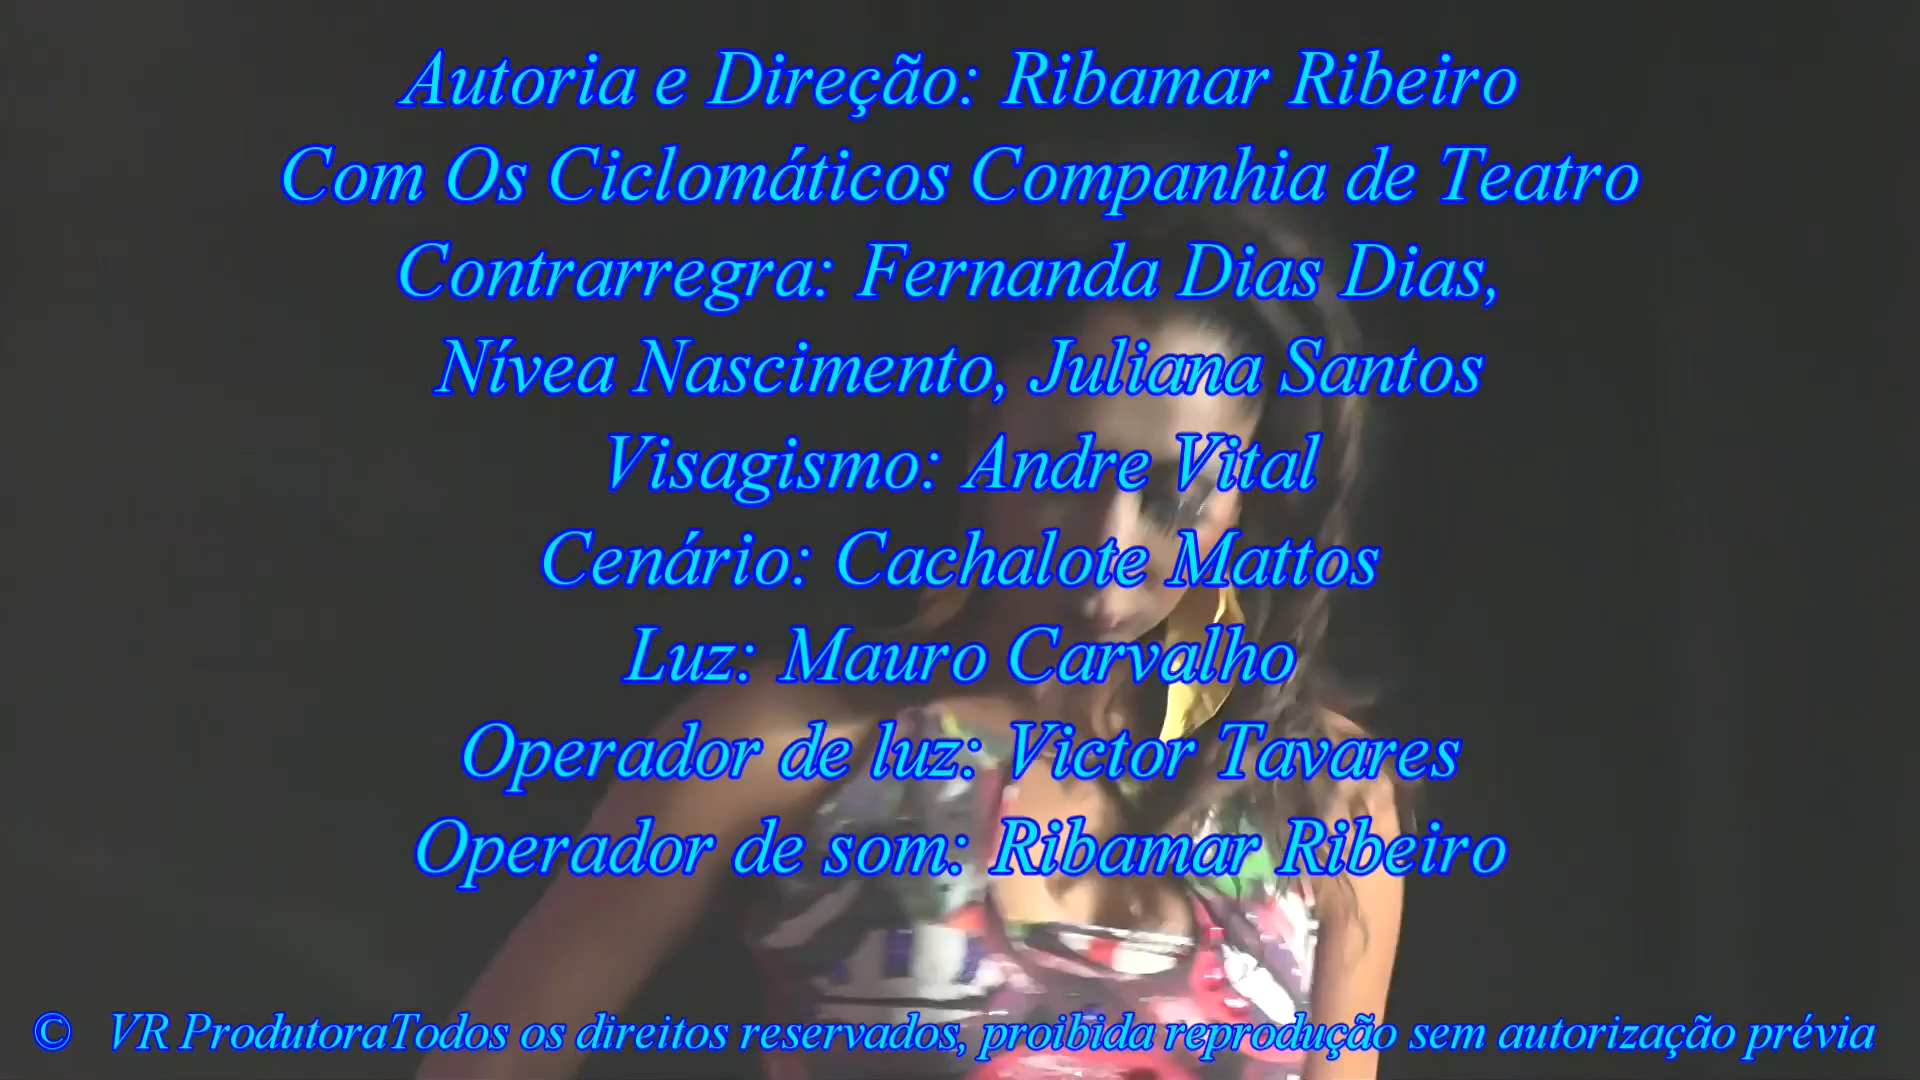 Autoria e Direção: Ribamar Ribeiro
Com Os Ciclomáticos Companhia de Teatro
Contrarregra: Fernanda Dias Dias,
Nívea Nascimento, Juliana Santos
Visagismo: Andre Vital
Cenário: Cachalote Mattos
Luz: Mauro Carvalho
Operador de luz: Victor Tavares
Operador de som: Ribamar Ribeiro
© VR ProdutoraTodos os direitos reservados, proibida reprodução sem autorização prévia